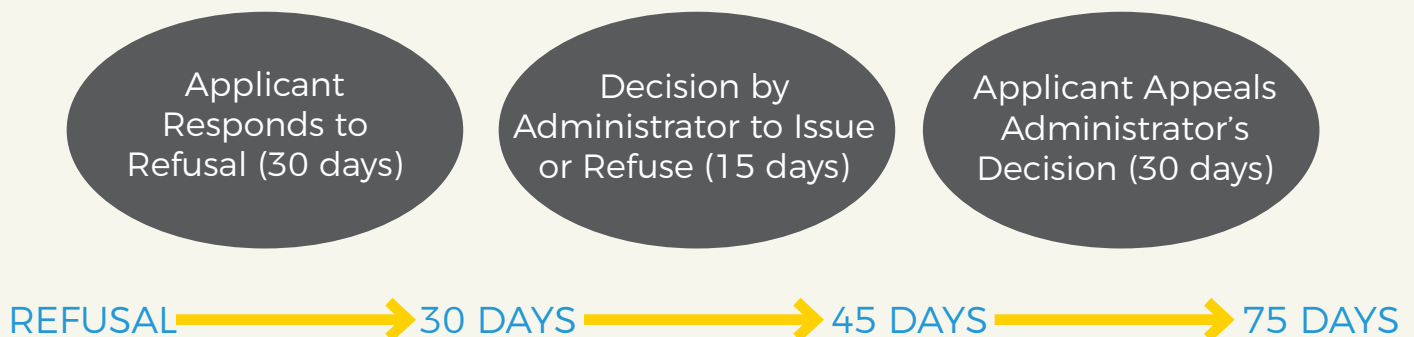 Applicant
Responds to
Refusal (30 days)
Decision by
Administrator to Issue
or Refuse (15 days)
Applicant Appeals
Administrator’s
Decision (30 days)
REFUSAL 30 DAYS 45 DAYS 75 DAYS